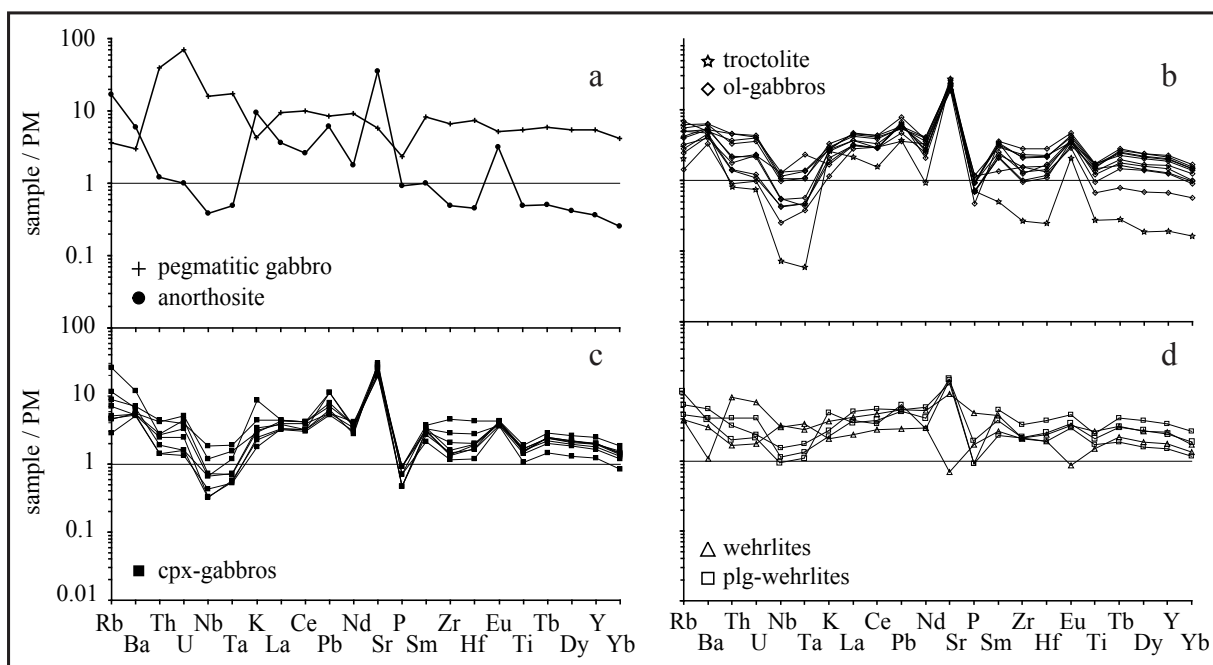 100
10
1
0.1
sample / PM
a
pegmatitic gabbro
anorthosite
b
troctolite
ol-gabbros
100
10
1
0.1
0.01
sample / PM
c
cpx-gabbros
d
wehrlites
plg-wehrlites
Rb Th Nb K Ce Nd P Zr Eu Tb Y
Ba U Ta La Pb Sr Sm Hf Ti Dy Yb
Rb Th Nb K Ce Nd P Zr Eu Tb Y
Ba U Ta La Pb Sr Sm Hf Ti Dy Yb